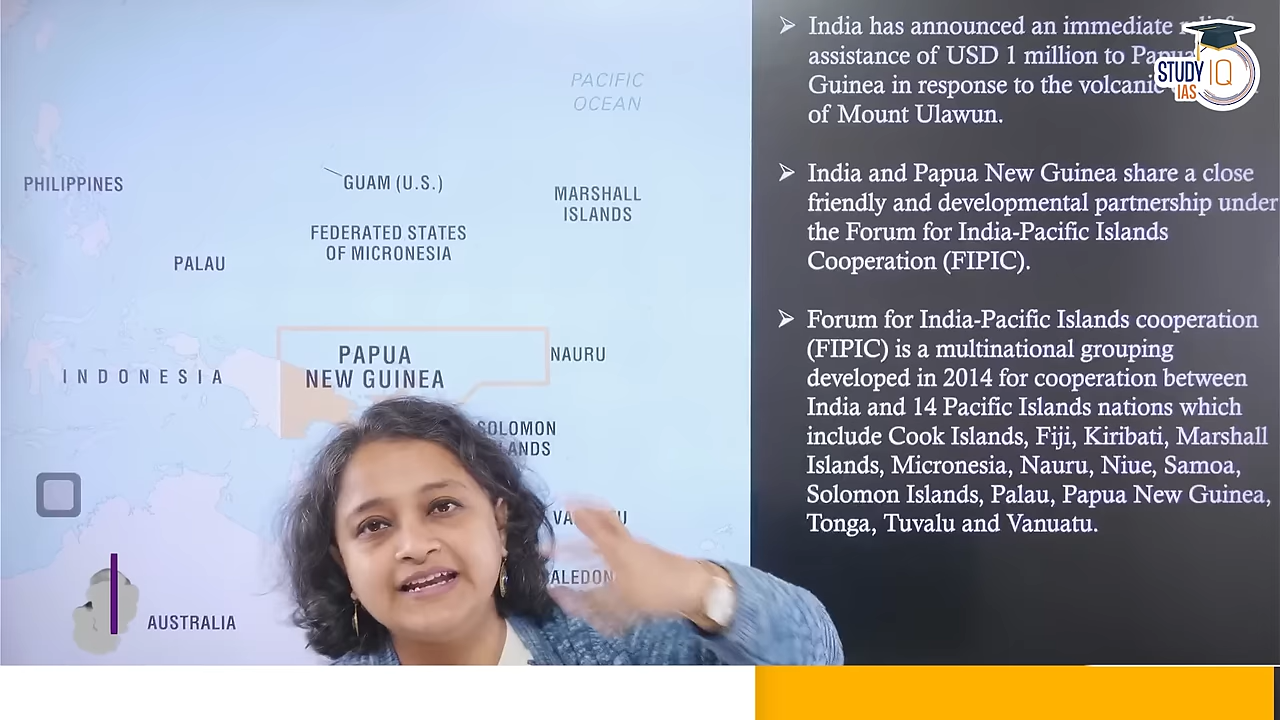 PACIFIC
OCEAN
PHILIPPINES
GUAM (U.S.)
MARSHALL
ISLANDS
FEDERATED STATES
OF MICRONESIA
PALAU
PAPUA
NEW GUINEA
NAURU
INDONESIA
SOLOMON
AUSTRALIA
➢ India has announced an immediate
assistance of USD 1 million to
Guinea in response to the volcanic
of Mount Ulawun.
➢ India and Papua New Guinea share a close
friendly and developmental partnership under
the Forum for India-Pacific Islands
Cooperation (FIPIC).
➢ Forum for India-Pacific Islands cooperation
(FIPIC) is a multinational grouping
developed in 2014 for cooperation between
India and 14 Pacific Islands nations which
include Cook Islands, Fiji, Kiribati, Marshall
Islands, Micronesia, Nauru, Niue, Samoa,
Solomon Islands, Palau, Papua New Guinea,
Tonga, Tuvalu and Vanuatu.
STUDY IQ
IAS